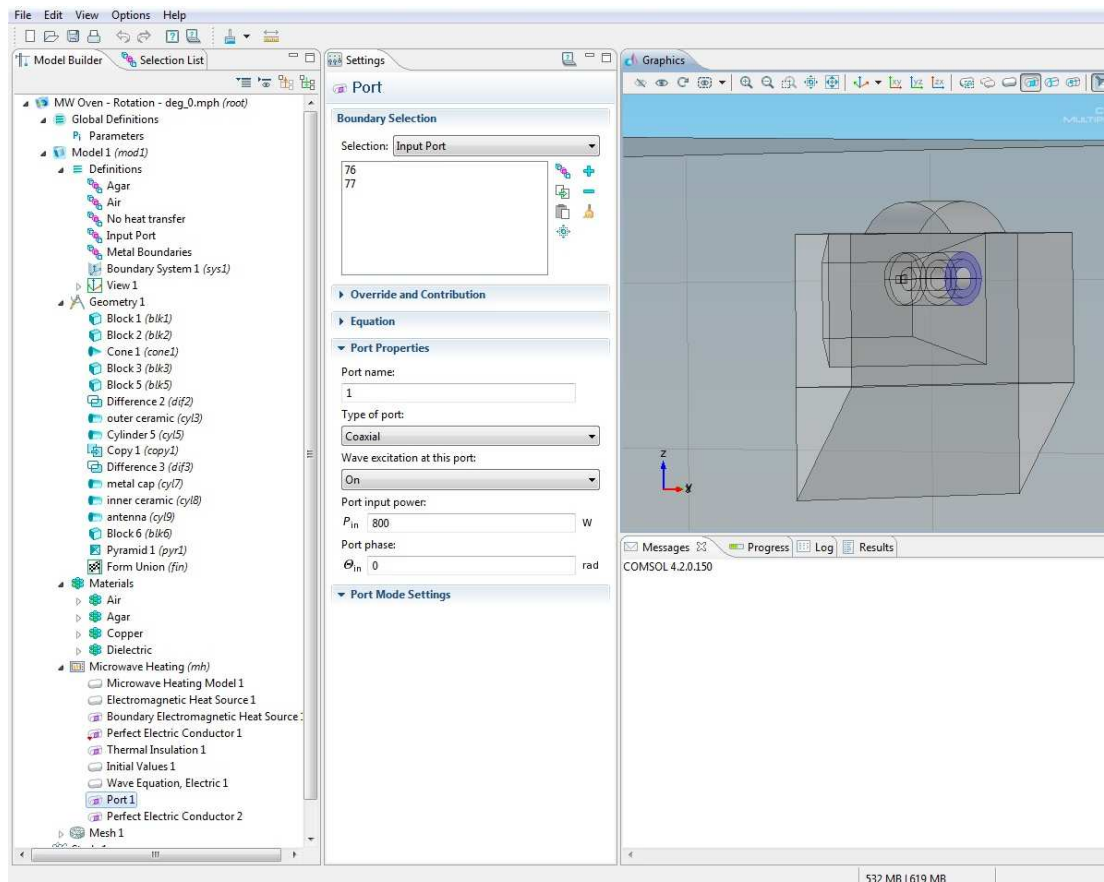 File Edit View Options Help
Model Builder Selection List
MW Oven - Rotation - deg_0.mph (root)
Global Definitions
Pi Parameters
Model 1 (mod1)
Definitions
Agar
Air
No heat transfer
Input Port
Metal Boundaries
Boundary System 1 (sys1)
View 1
Geometry 1
Block 1 (blk1)
Block 2 (blk2)
Cone 1 (cone1)
Block 3 (blk3)
Block 5 (blk5)
Difference 2 (dif2)
outer ceramic (cyl3)
Cylinder 5 (cyl5)
Copy 1 (copy1)
Difference 3 (dif3)
metal cap (cyl7)
inner ceramic (cyl8)
antenna (cyl9)
Block 6 (blk6)
Pyramid 1 (pyr1)
Form Union (fin)
Materials
Air
Agar
Copper
Dielectric
Microwave Heating (mh)
Microwave Heating Model 1
Electromagnetic Heat Source 1
Boundary Electromagnetic Heat Source
Perfect Electric Conductor 1
Thermal Insulation 1
Initial Values 1
Wave Equation, Electric 1
Port 1
Perfect Electric Conductor 2
Mesh 1
Settings
Port
Boundary Selection
Selection: Input Port
76
77
Override and Contribution
Equation
Port Properties
Port name:
1
Type of port:
Coaxial
Wave excitation at this port:
On
Port input power:
Pin 800 W
Port phase:
Θin 0 rad
Port Mode Settings
Graphics
xy yz zx
z
x
Messages Progress Log Results
COMSOL 4.2.0.150
532 MB | 619 MB